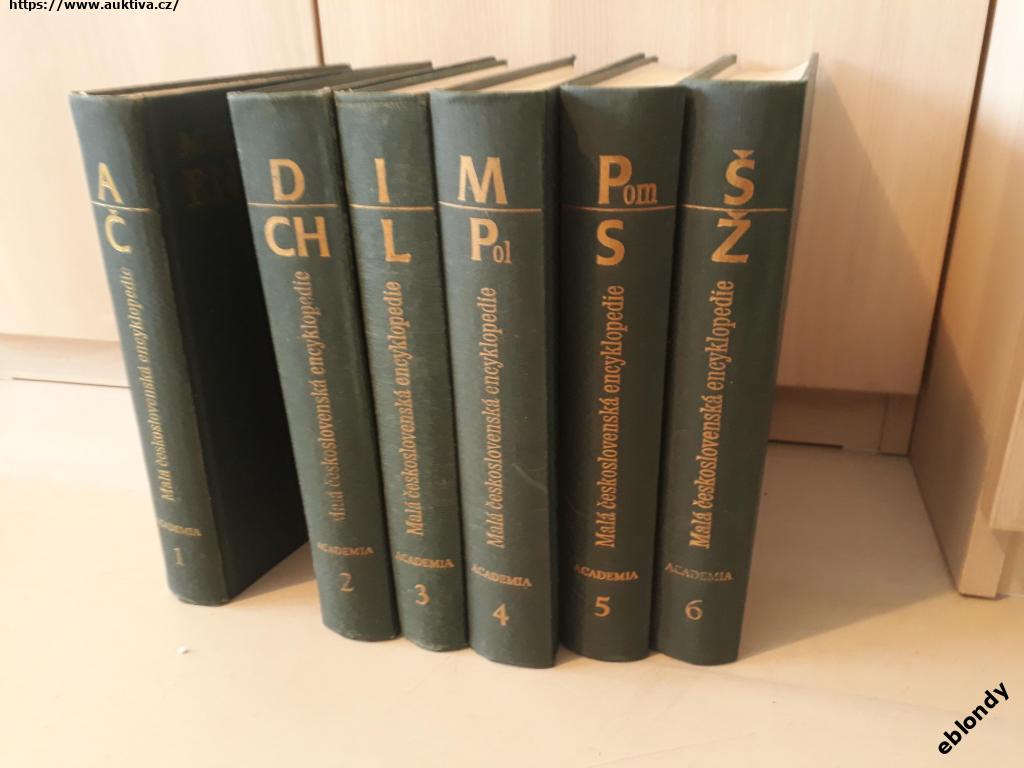 https://www.auktiva.cz/
A
Č
Malá československá encyklopedie
ACADEMIA
1
D
CH
Malá československá encyklopedie
ACADEMIA
2
I
L
Malá československá encyklopedie
ACADEMIA
3
M
Pol
Malá československá encyklopedie
ACADEMIA
4
Pom
S
Malá československá encyklopedie
ACADEMIA
5
Š
Ž
Malá československá encyklopedie
ACADEMIA
6
eblondy